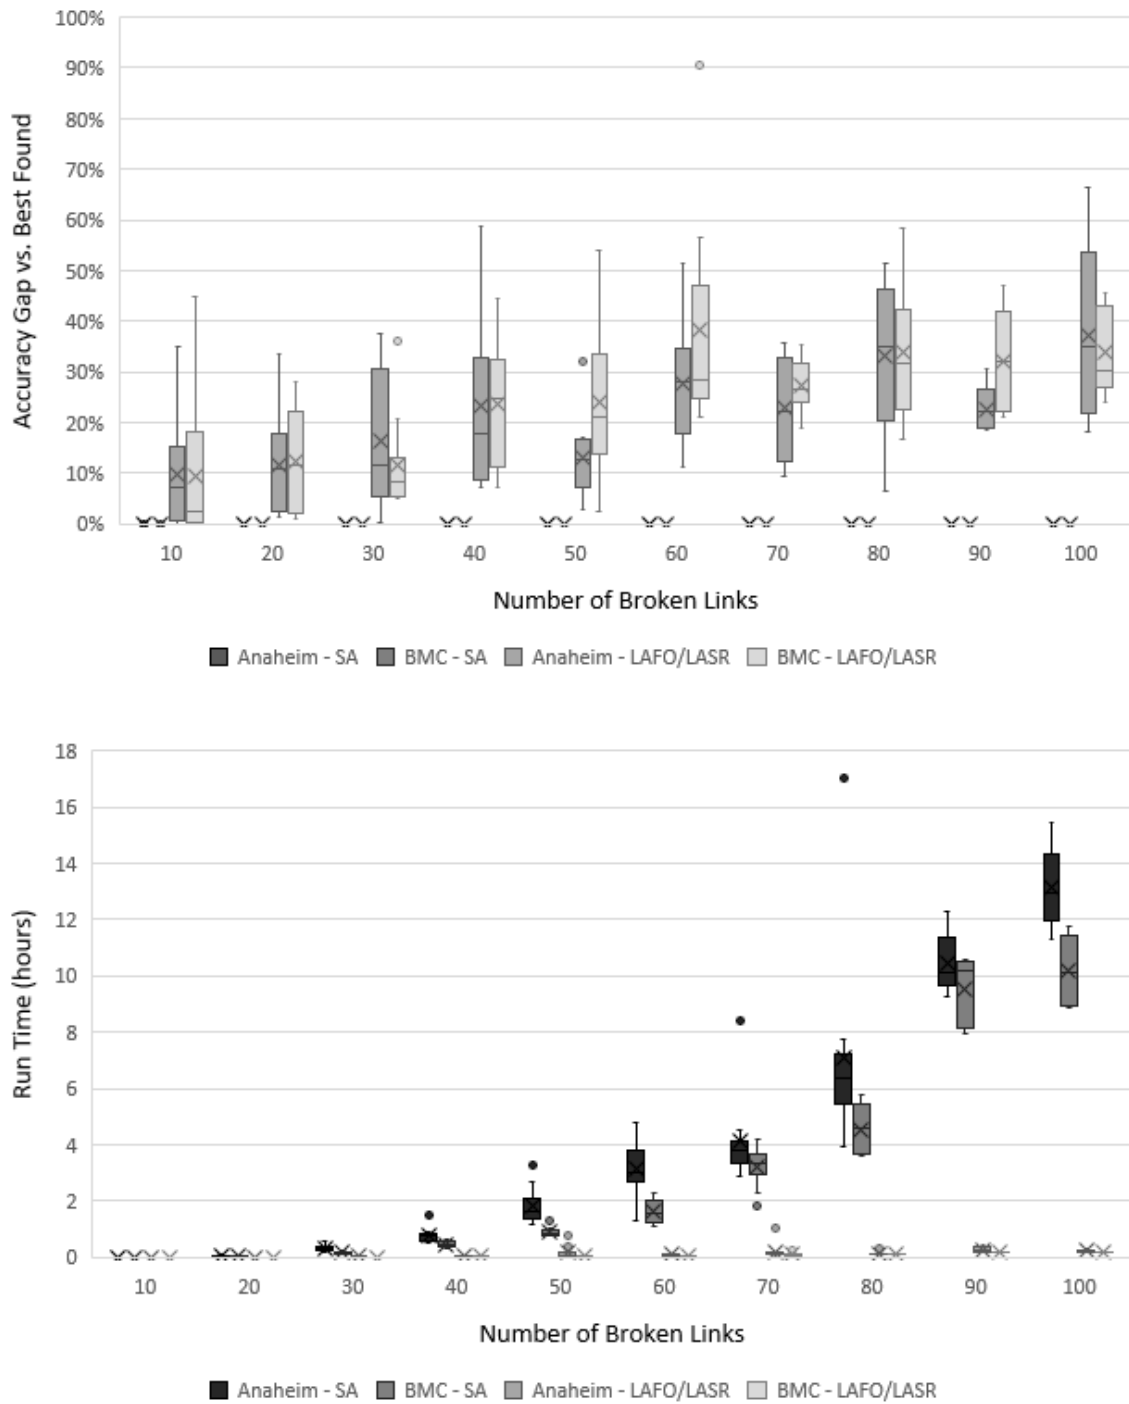 100%
90%
80%
70%
60%
50%
40%
30%
20%
10%
0%
Accuracy Gap vs. Best Found
10 20 30 40 50 60 70 80 90 100
Number of Broken Links
Anaheim - SA BMC - SA Anaheim - LAFO/LASR BMC - LAFO/LASR
18
16
14
12
10
8
6
4
2
0
Run Time (hours)
10 20 30 40 50 60 70 80 90 100
Number of Broken Links
Anaheim - SA BMC - SA Anaheim - LAFO/LASR BMC - LAFO/LASR